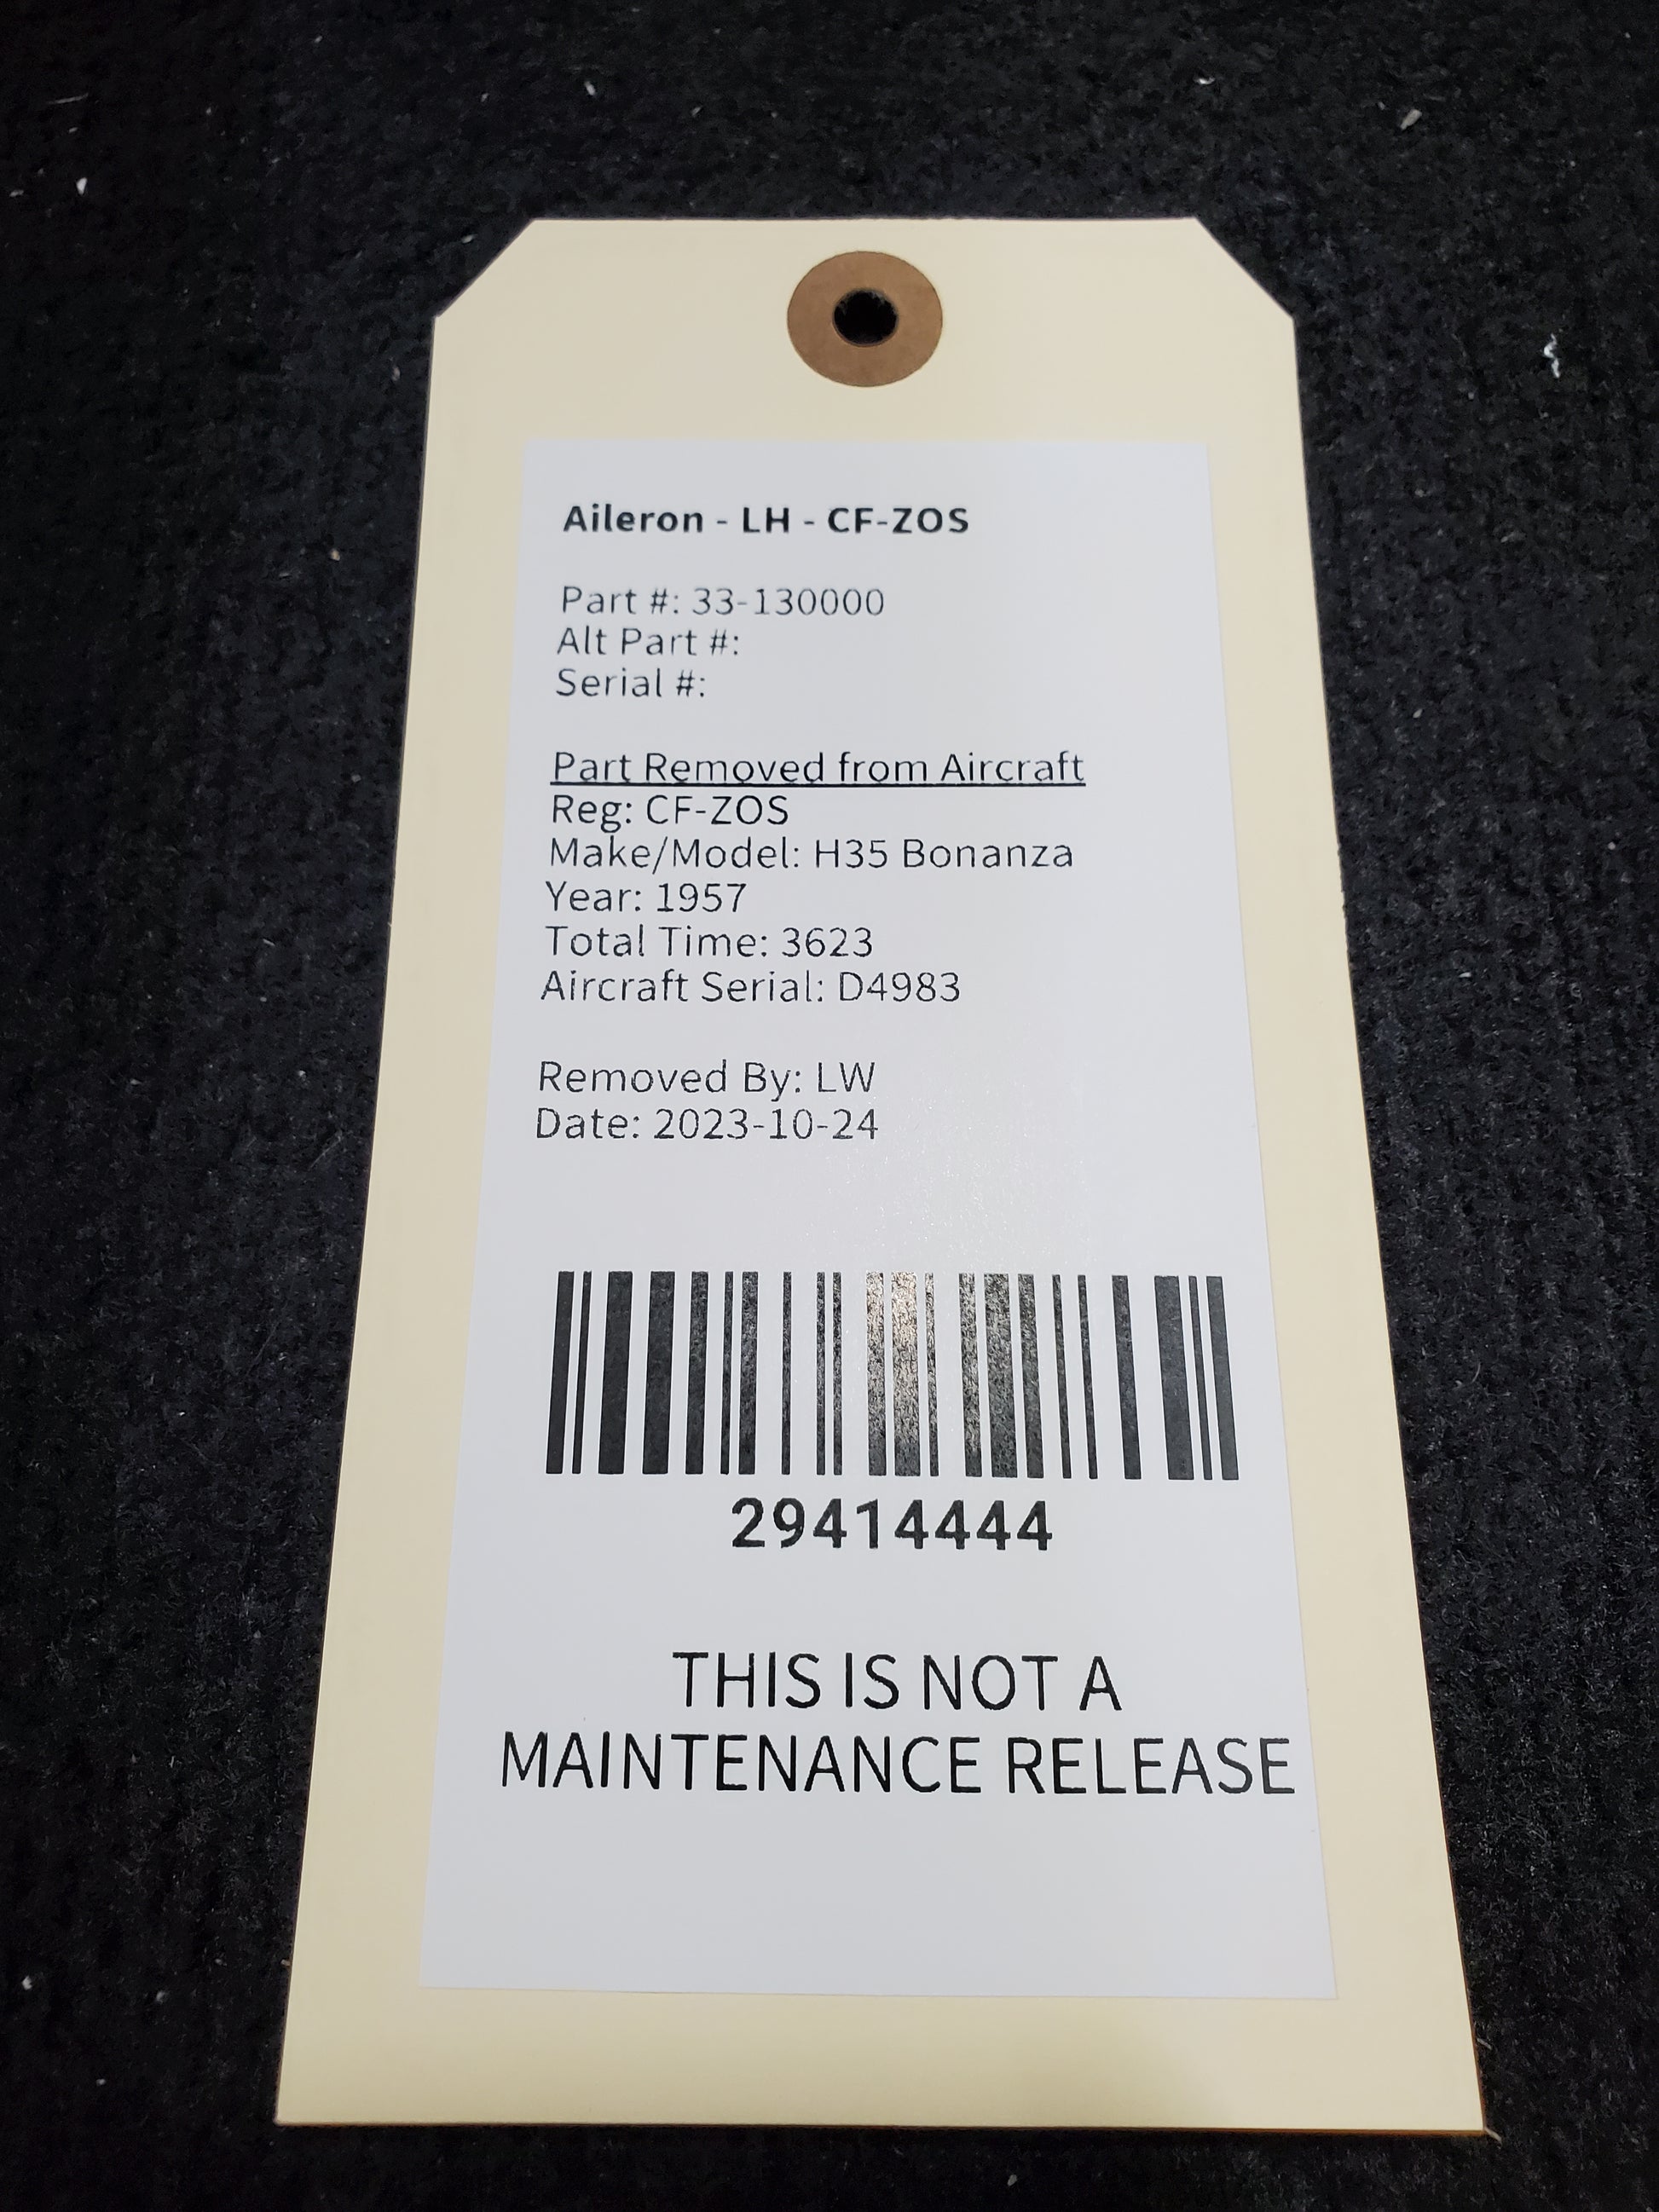 Aileron - LH - CF-ZOS
Part #: 33-130000
Alt Part #:
Serial #:
Part Removed from Aircraft
Reg: CF-ZOS
Make/Model: H35 Bonanza
Year: 1957
Total Time: 3623
Aircraft Serial: D4983
Removed By: LW
Date: 2023-10-24
29414444
THIS IS NOT A
MAINTENANCE RELEASE